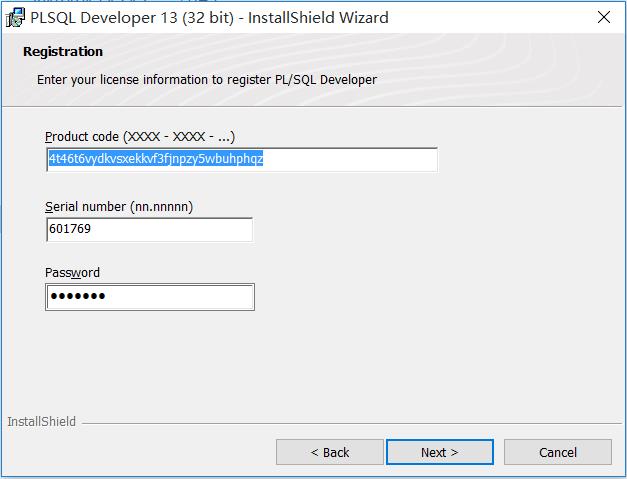 PLSQL Developer 13 (32 bit) - InstallShield Wizard
Registration
Enter your license information to register PL/SQL Developer
Product code (XXXX - XXXX - ...)
4t46t6vydkvsxekkvf3fjnpzy5wbuhphqz
Serial number (nn.nnnnn)
601769
Password
●●●●●●●
InstallShield
< Back
Next >
Cancel